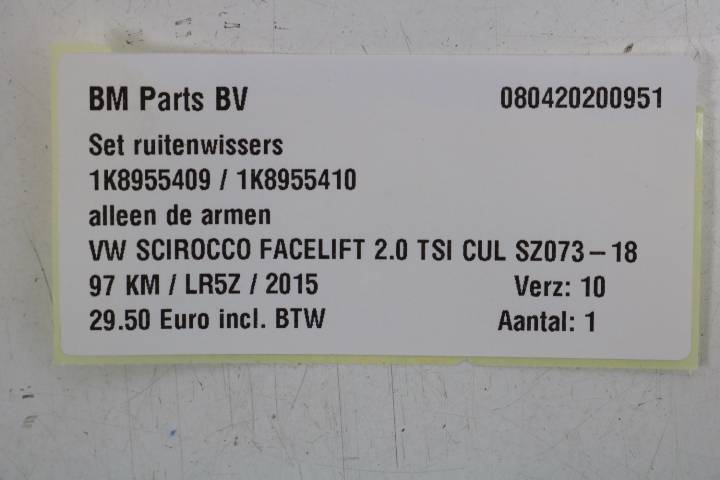 BM Parts BV 080420200951
Set ruitenwissers
1K8955409 / 1K8955410
alleen de armen
VW SCIROCCO FACELIFT 2.0 TSI CUL SZ073-18
97 KM / LR5Z / 2015 Verz: 10
29.50 Euro incl. BTW Aantal: 1